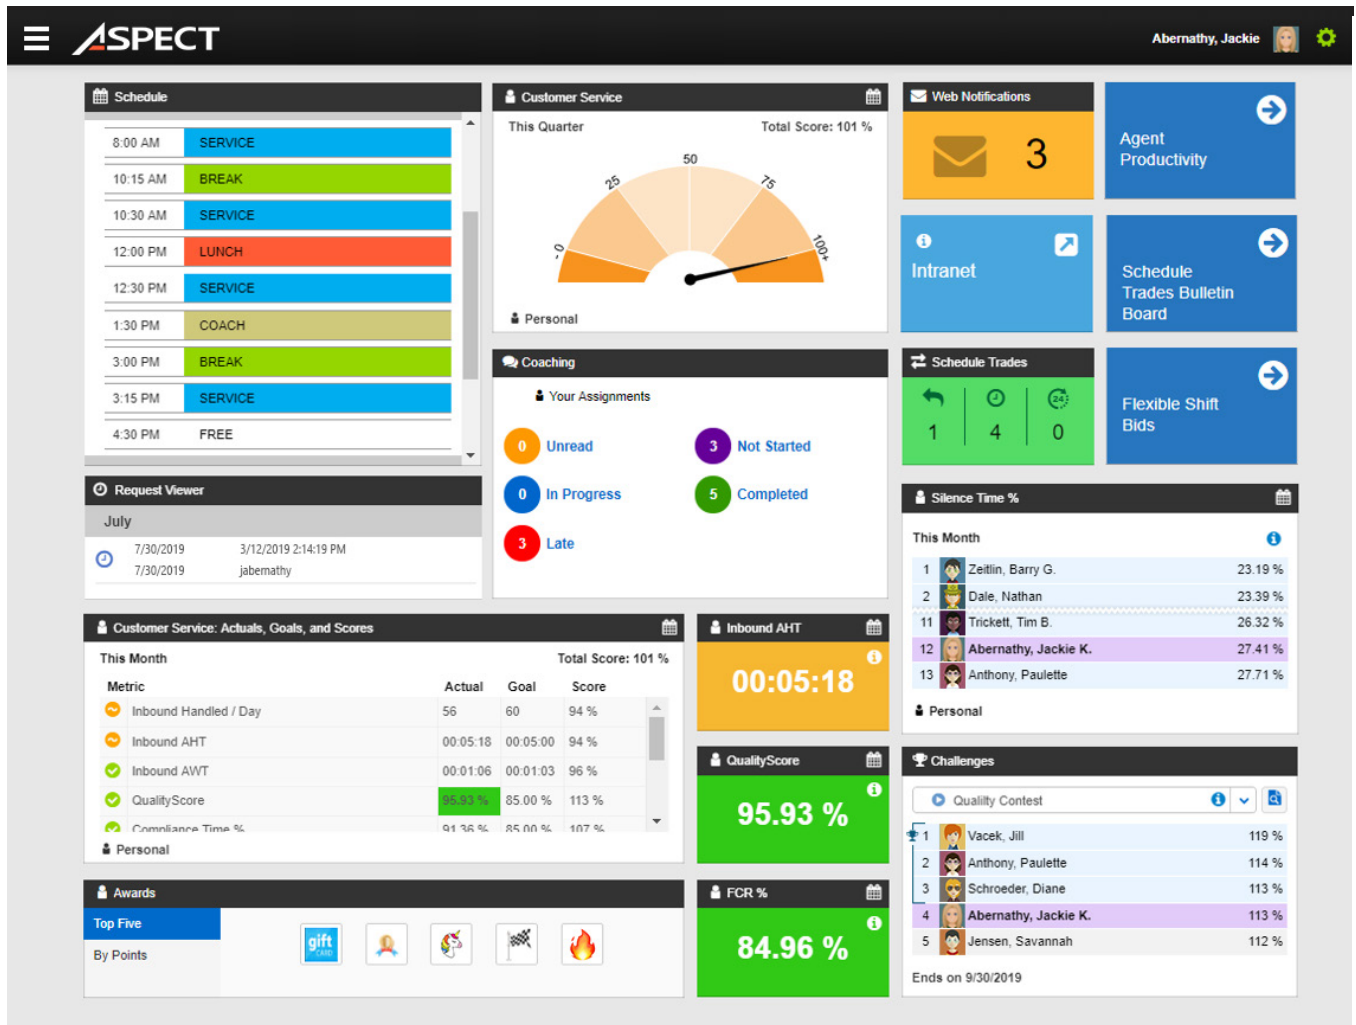 ASPECT
Abernathy, Jackie
Schedule
8:00 AM SERVICE
10:15 AM BREAK
10:30 AM SERVICE
12:00 PM LUNCH
12:30 PM SERVICE
1:30 PM COACH
3:00 PM BREAK
3:15 PM SERVICE
4:30 PM FREE
Request Viewer
July
7/30/2019 3/12/2019 2:14:19 PM
7/30/2019 jabernathy
Customer Service
This Quarter Total Score: 101 %
- 0
25
50
75
100+
Personal
Coaching
Your Assignments
0 Unread 3 Not Started
0 In Progress 5 Completed
3 Late
Web Notifications
3
Agent
Productivity
Intranet
Schedule
Trades Bulletin
Board
Schedule Trades
24
1 4 0
Flexible Shift
Bids
Silence Time %
This Month
1 Zeitlin, Barry G. 23.19 %
2 Dale, Nathan 23.39 %
11 Trickett, Tim B. 26.32 %
12 Abernathy, Jackie K. 27.41 %
13 Anthony, Paulette 27.71 %
Personal
Customer Service: Actuals, Goals, and Scores
This Month Total Score: 101 %
Metric Actual Goal Score
Inbound Handled / Day 56 60 94 %
Inbound AHT 00:05:18 00:05:00 94 %
Inbound AWT 00:01:06 00:01:03 96 %
QualityScore 95.93 % 85.00 % 113 %
Compliance Time % 91.36 % 85.00 % 107 %
Personal
Inbound AHT
00:05:18
QualityScore
95.93 %
FCR %
84.96 %
Awards
Top Five
By Points
gift
CARD
Challenges
Qualilty Contest
1 Vacek, Jill 119 %
2 Anthony, Paulette 114 %
3 Schroeder, Diane 113 %
4 Abernathy, Jackie K. 113 %
5 Jensen, Savannah 112 %
Ends on 9/30/2019